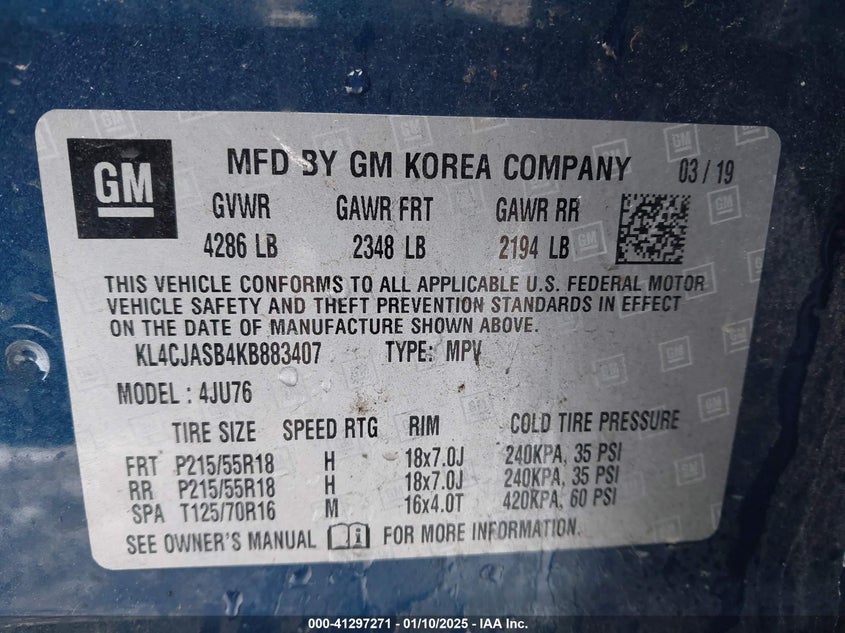 GM
MFD BY GM KOREA COMPANY 03/19
GVWR GAWR FRT GAWR RR
4286 LB 2348 LB 2194 LB
THIS VEHICLE CONFORMS TO ALL APPLICABLE U.S. FEDERAL MOTOR
VEHICLE SAFETY AND THEFT PREVENTION STANDARDS IN EFFECT
ON THE DATE OF MANUFACTURE SHOWN ABOVE.
KL4CJASB4KB883407 TYPE: MPV
MODEL: 4JU76
TIRE SIZE SPEED RTG RIM COLD TIRE PRESSURE
FRT P215/55R18 H 18x7.0J 240KPA, 35 PSI
RR P215/55R18 H 18x7.0J 240KPA, 35 PSI
SPA T125/70R16 M 16x4.0T 420KPA, 60 PSI
SEE OWNER'S MANUAL i FOR MORE INFORMATION.
000-41297271 - 01/10/2025 - IAA Inc.